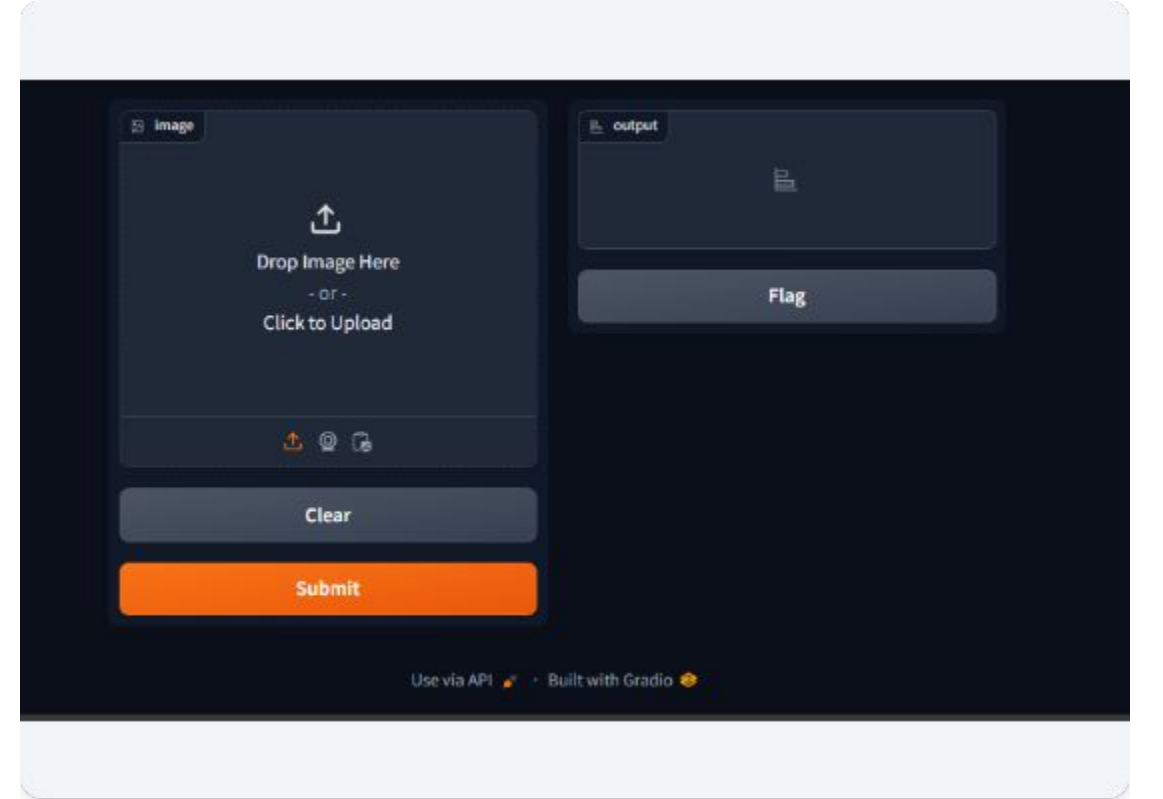 image
Drop Image Here
- or -
Click to Upload
Clear
Submit
output
Flag
Use via API · Built with Gradio